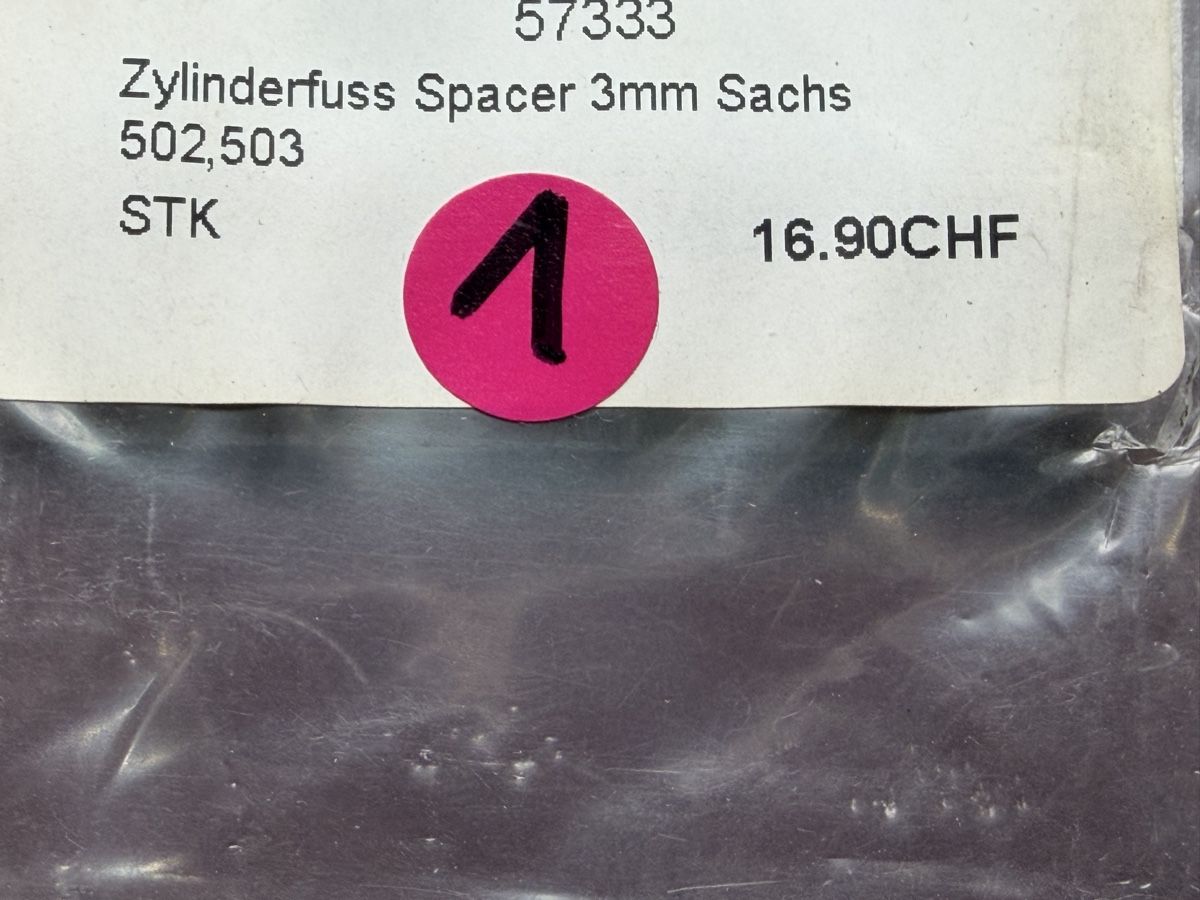 57333
Zylinderfuss Spacer 3mm Sachs
502,503
STK
16.90CHF
1